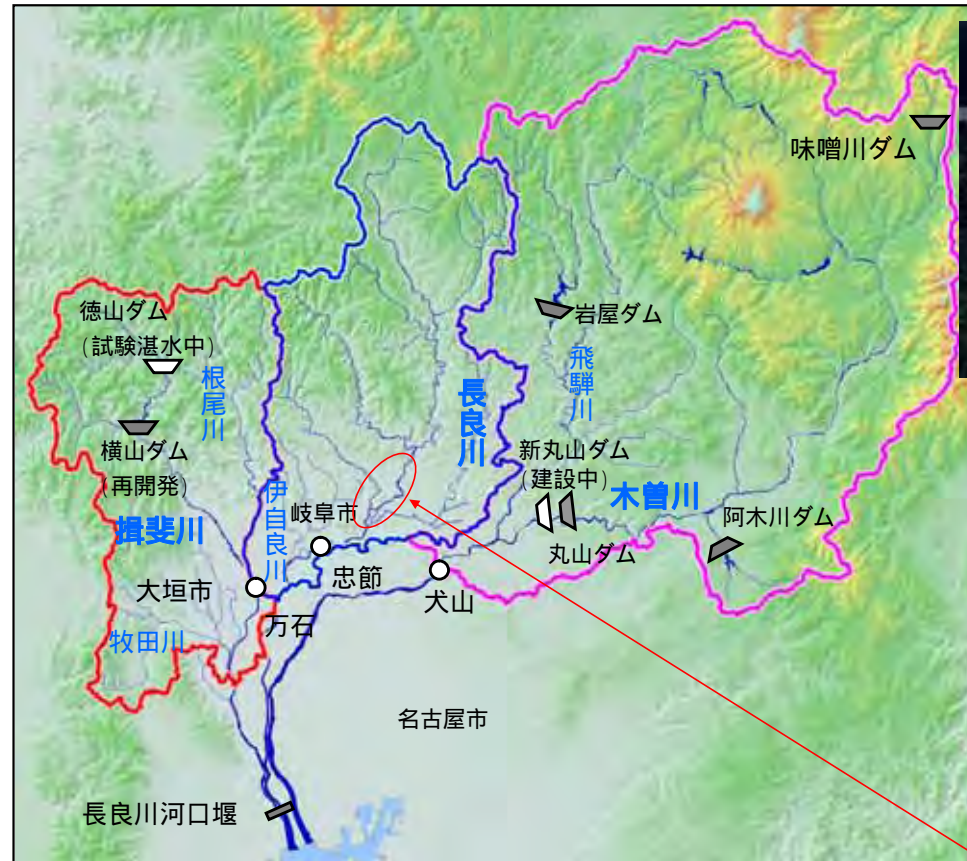 味噌川ダム
徳山ダム
(試験湛水中)
岩屋ダム
根尾川
飛騨川
長良川
横山ダム
(再開発)
新丸山ダム
(建設中)
木曽川
伊自良川
岐阜市
阿木川ダム
揖斐川
丸山ダム
大垣市
忠節
犬山
万石
牧田川
名古屋市
長良川河口堰